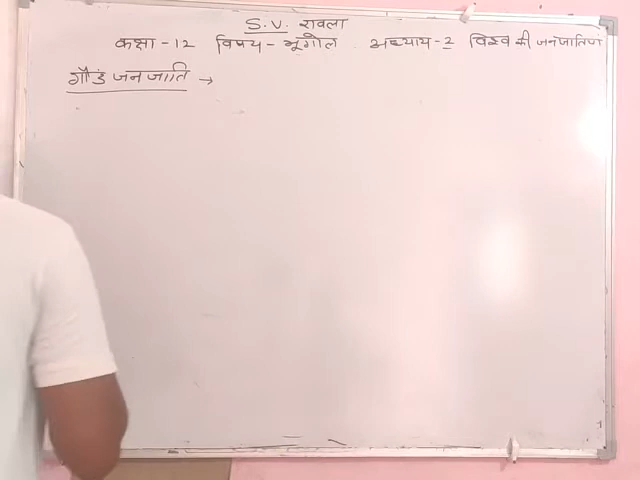 S.V. रावला
कक्षा -12 विषय - भूगोल अध्याय -2 विश्व की जनजातियां
गौंड जनजाति →